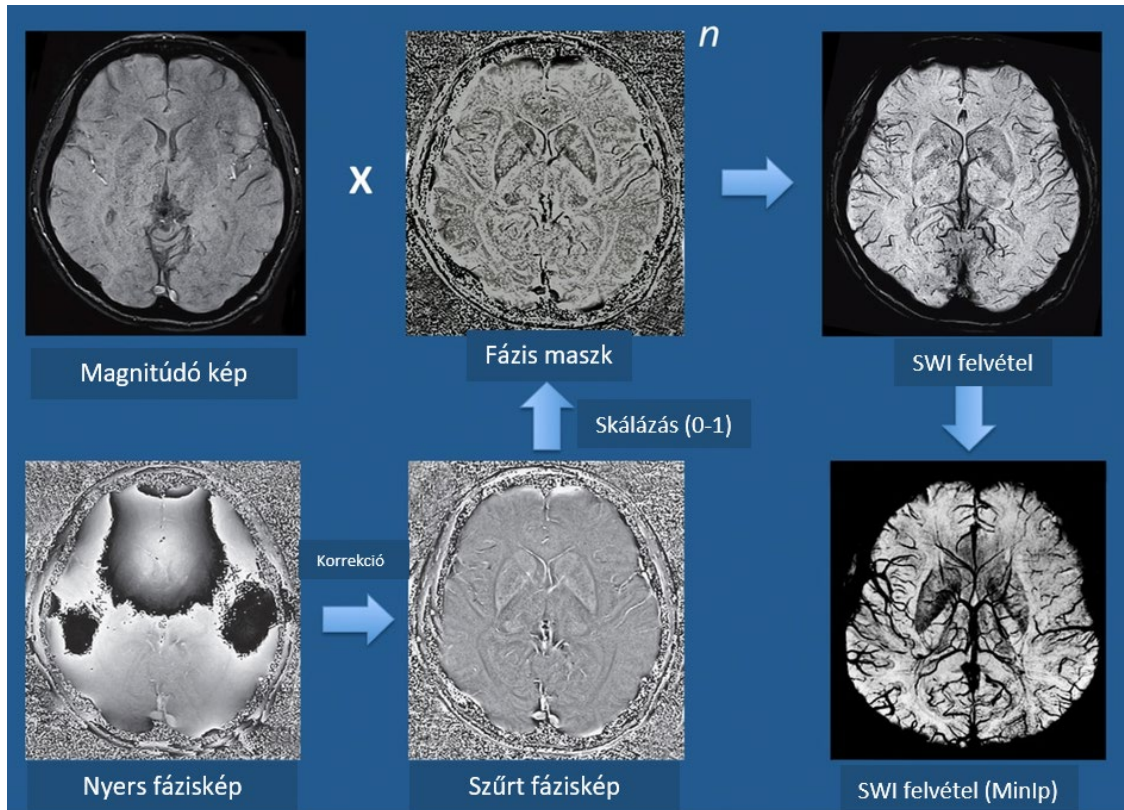 n
X
Magnitúdó kép
Fázis maszk
SWI felvétel
Skálázás (0-1)
Korrekció
Nyers fáziskép
Szűrt fáziskép
SWI felvétel (MinIp)